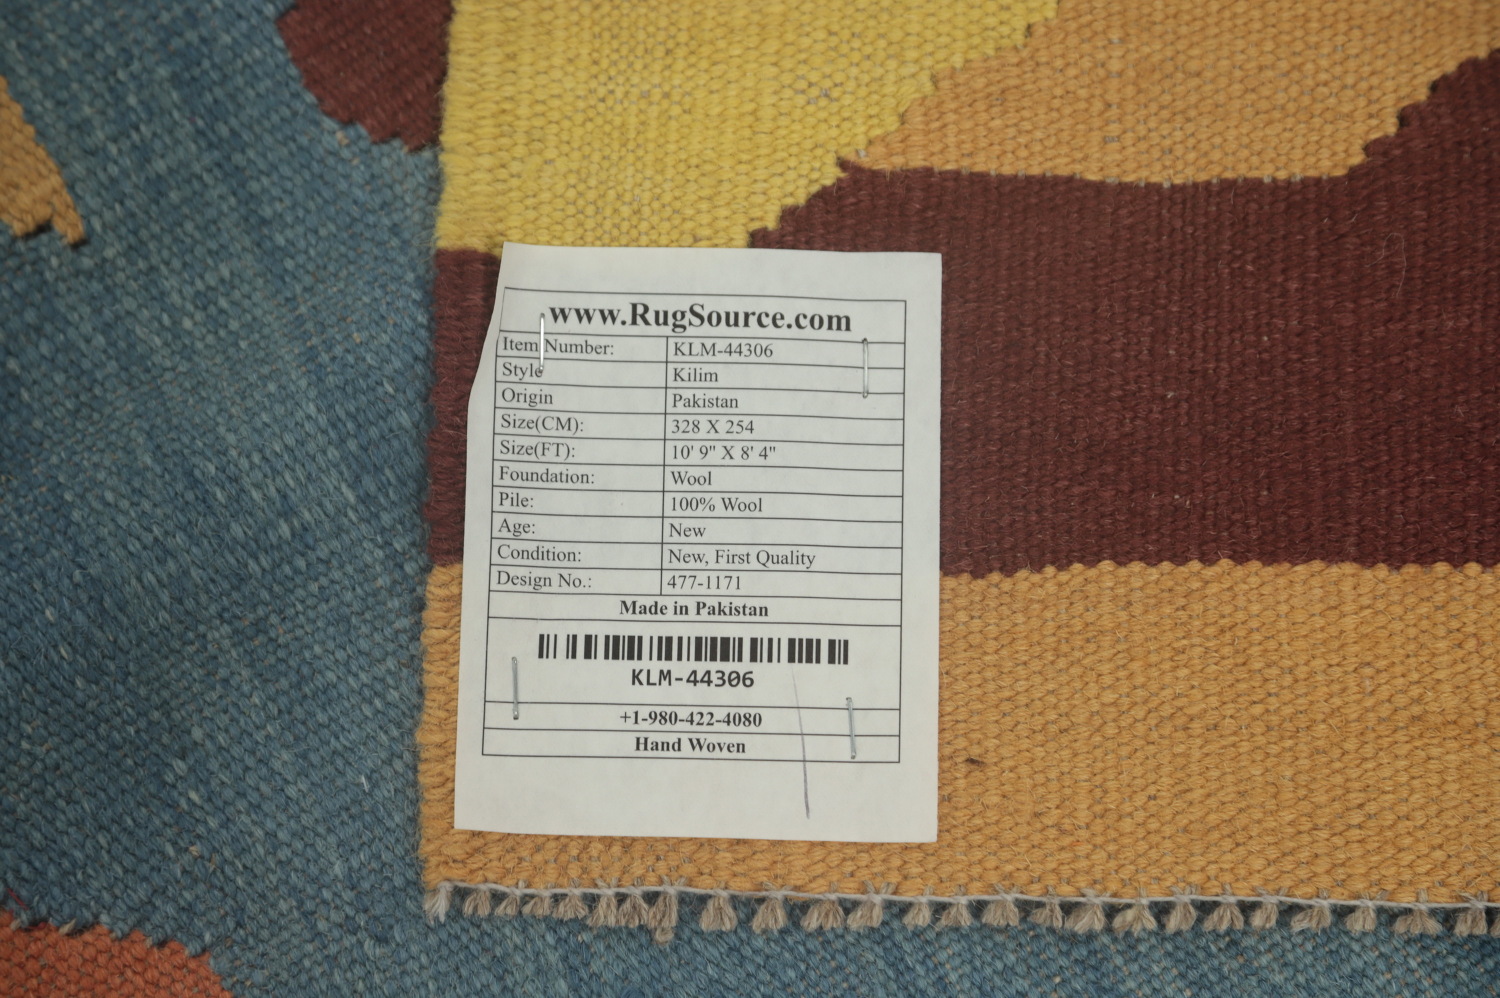 www.RugSource.com
Item Number: KLM-44306
Style Kilim
Origin Pakistan
Size(CM): 328 X 254
Size(FT): 10' 9" X 8' 4"
Foundation: Wool
Pile: 100% Wool
Age: New
Condition: New, First Quality
Design No.: 477-1171
Made in Pakistan
KLM-44306
+1-980-422-4080
Hand Woven